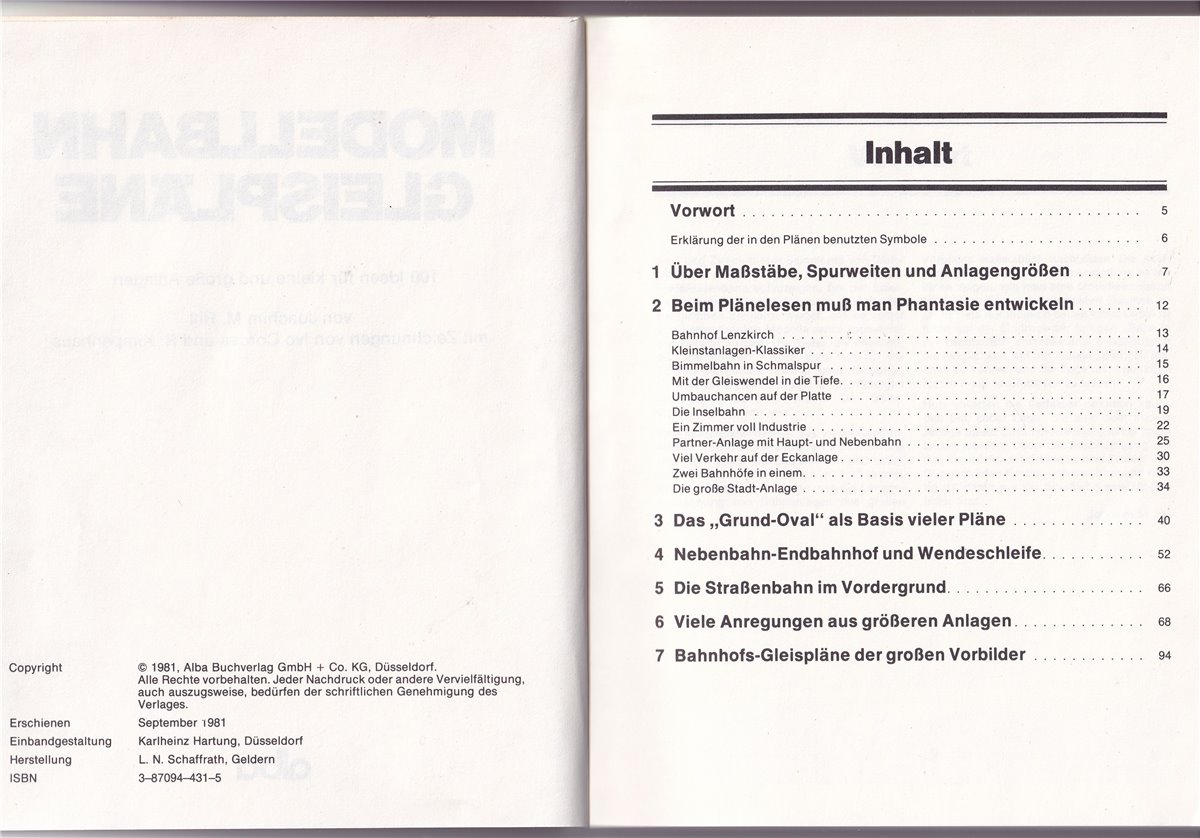 Copyright © 1981, Alba Buchverlag GmbH + Co. KG, Düsseldorf.
Alle Rechte vorbehalten. Jeder Nachdruck oder andere Vervielfältigung,
auch auszugsweise, bedürfen der schriftlichen Genehmigung des
Verlages.
Erschienen September 1981
Einbandgestaltung Karlheinz Hartung, Düsseldorf
Herstellung L. N. Schaffrath, Geldern
ISBN 3–87094–431–5
Inhalt
Vorwort . . . . . . . . . . 5
Erklärung der in den Plänen benutzten Symbole . . . . . . . . . . 6
1 Über Maßstäbe, Spurweiten und Anlagengrößen . . . . . . . . 7
2 Beim Plänelesen muß man Phantasie entwickeln . . . . . . . 12
Bahnhof Lenzkirch . . . . . . . . . . 13
Kleinstanlagen-Klassiker . . . . . . . . . . 14
Bimmelbahn in Schmalspur . . . . . . . . . . 15
Mit der Gleiswendel in die Tiefe . . . . . . . . . . 16
Umbauchancen auf der Platte . . . . . . . . . . 17
Die Inselbahn . . . . . . . . . . 19
Ein Zimmer voll Industrie . . . . . . . . . . 22
Partner-Anlage mit Haupt- und Nebenbahn . . . . . . . . . . 25
Viel Verkehr auf der Eckanlage . . . . . . . . . . 30
Zwei Bahnhöfe in einem . . . . . . . . . . 33
Die große Stadt-Anlage . . . . . . . . . . 34
3 Das „Grund-Oval“ als Basis vieler Pläne . . . . . . . . . . 40
4 Nebenbahn-Endbahnhof und Wendeschleife . . . . . . . . . . 52
5 Die Straßenbahn im Vordergrund . . . . . . . . . . 66
6 Viele Anregungen aus größeren Anlagen . . . . . . . . . . 68
7 Bahnhofs-Gleispläne der großen Vorbilder . . . . . . . . . . 94